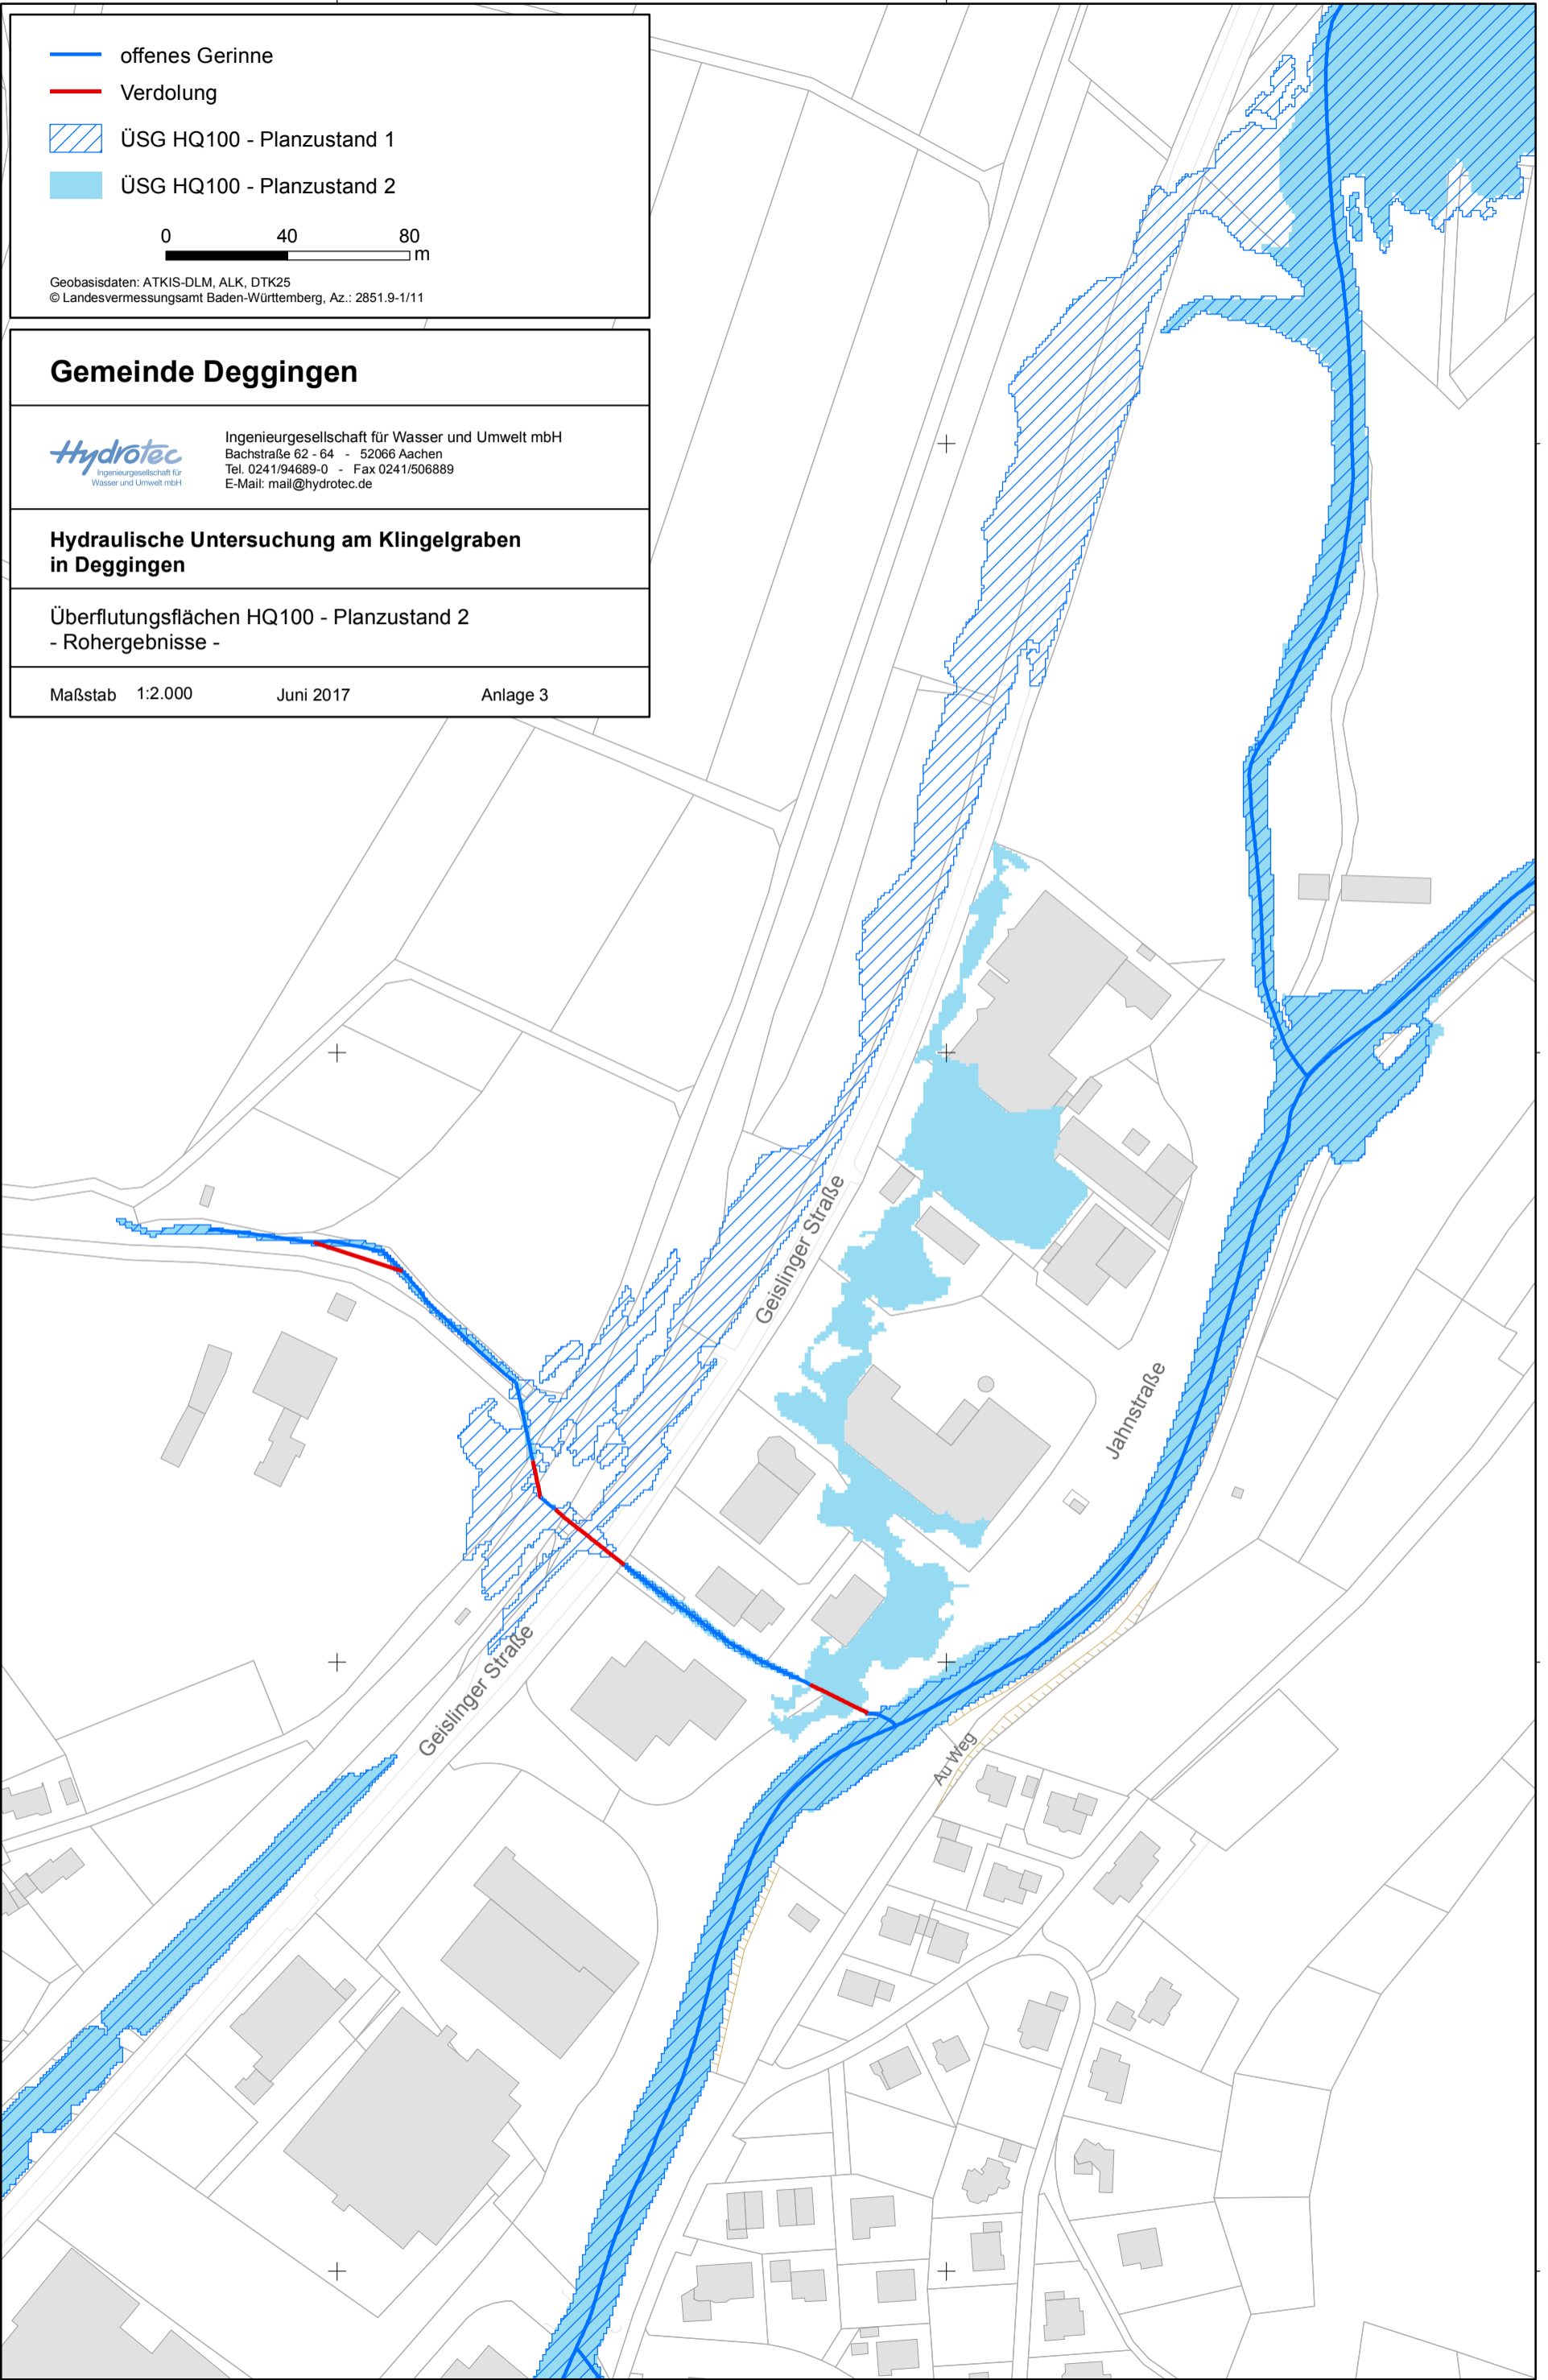 offenes Gerinne
Verdolung
ÜSG HQ100 - Planzustand 1
ÜSG HQ100 - Planzustand 2
0 40 80
m
Geobasisdaten: ATKIS-DLM, ALK, DTK25
© Landesvermessungsamt Baden-Württemberg, Az.: 2851.9-1/11
Gemeinde Deggingen
Hydrotec
Ingenieurgesellschaft für
Wasser und Umwelt mbH
Ingenieurgesellschaft für Wasser und Umwelt mbH
Bachstraße 62 - 64 - 52066 Aachen
Tel. 0241/94689-0 - Fax 0241/506889
E-Mail: mail@hydrotec.de
Hydraulische Untersuchung am Klingelgraben
in Deggingen
Überflutungsflächen HQ100 - Planzustand 2
- Rohergebnisse -
Maßstab 1:2.000 Juni 2017 Anlage 3
Geislinger Straße
Jahnstraße
Geislinger Straße
Au Weg